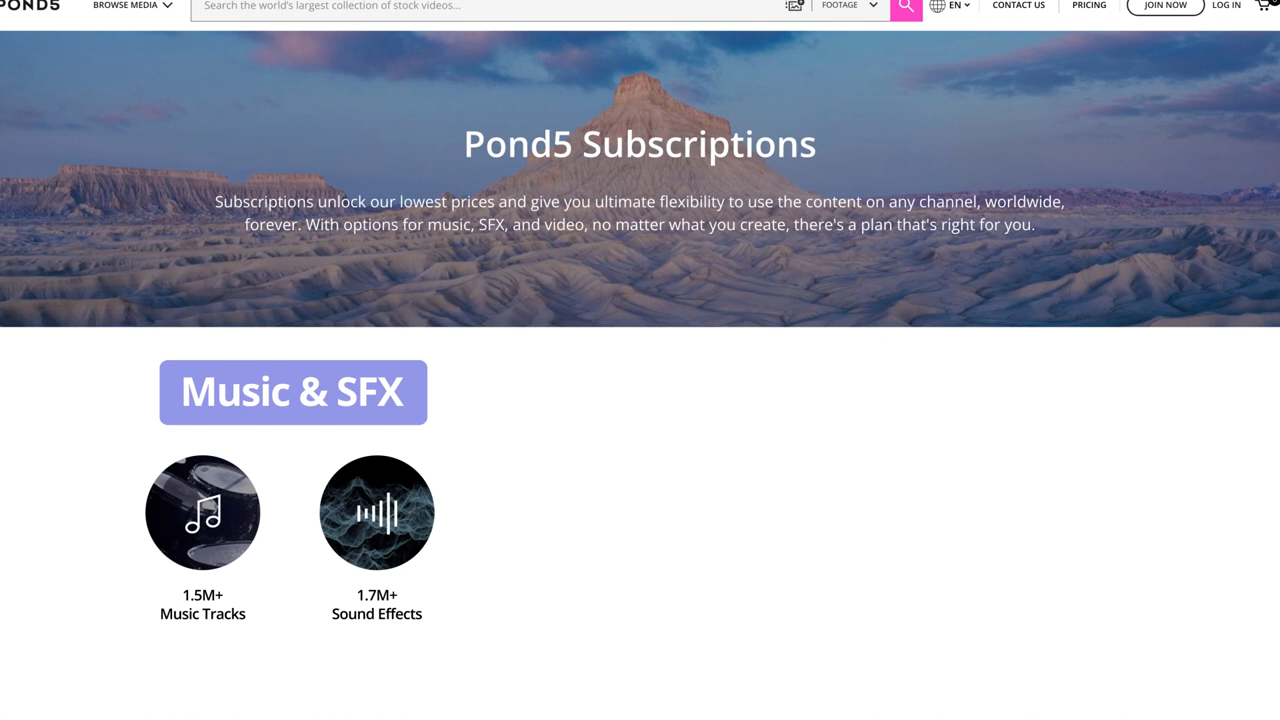 POND5
BROWSE MEDIA
Search the world's largest collection of stock videos...
FOOTAGE
EN
CONTACT US
PRICING
JOIN NOW
LOG IN
Pond5 Subscriptions
Subscriptions unlock our lowest prices and give you ultimate flexibility to use the content on any channel, worldwide,
forever. With options for music, SFX, and video, no matter what you create, there's a plan that's right for you.
Music & SFX
1.5M+
Music Tracks
1.7M+
Sound Effects